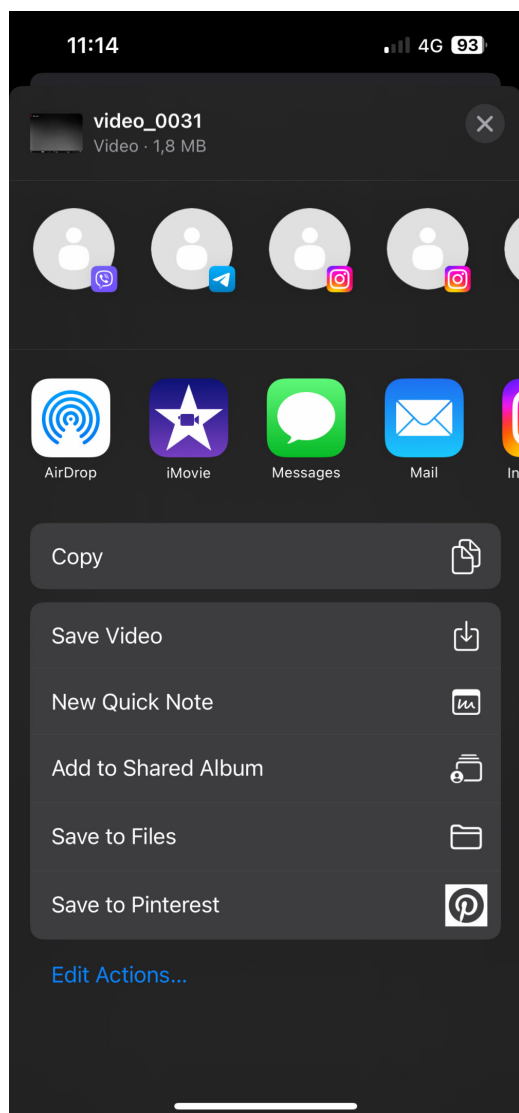 11:14
4G 93
video_0031
Video · 1,8 MB
AirDrop
iMovie
Messages
Mail
In
Copy
Save Video
New Quick Note
Add to Shared Album
Save to Files
Save to Pinterest
Edit Actions...